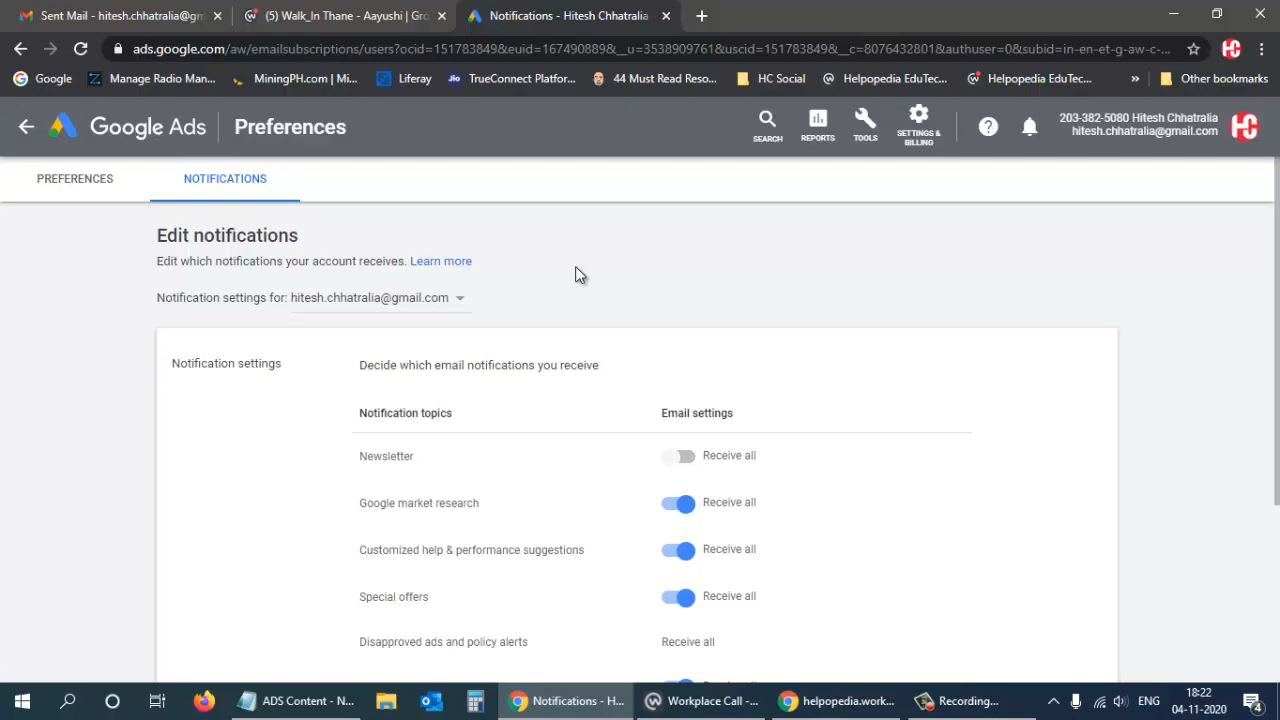 Sent Mail - hitesh.chhatralia@gm
(5) Walk_In Thane - Aayushi | Gro
Notifications - Hitesh Chhatralia
ads.google.com/aw/emailsubscriptions/users?ocid=151783849&euid=167490889&__u=3538909761&uscid=151783849&__c=8076432801&authuser=0&subid=in-en-et-g-aw-c-...
Google
Manage Radio Man...
MiningPH.com | Mi...
Liferay
Jio TrueConnect Platfor...
44 Must Read Reso...
HC Social
Helpopedia EduTec...
Helpopedia EduTec...
»
Other bookmarks
Google Ads
Preferences
SEARCH
REPORTS
TOOLS
SETTINGS & BILLING
203-382-5080 Hitesh Chhatralia
hitesh.chhatralia@gmail.com
PREFERENCES
NOTIFICATIONS
Edit notifications
Edit which notifications your account receives. Learn more
Notification settings for: hitesh.chhatralia@gmail.com
Notification settings
Decide which email notifications you receive
Notification topics
Email settings
Newsletter
Receive all
Google market research
Receive all
Customized help & performance suggestions
Receive all
Special offers
Receive all
Disapproved ads and policy alerts
Receive all
ADS Content - N...
Notifications - H...
Workplace Call -...
helpopedia.work...
Recording...
ENG
18:22
04-11-2020
4